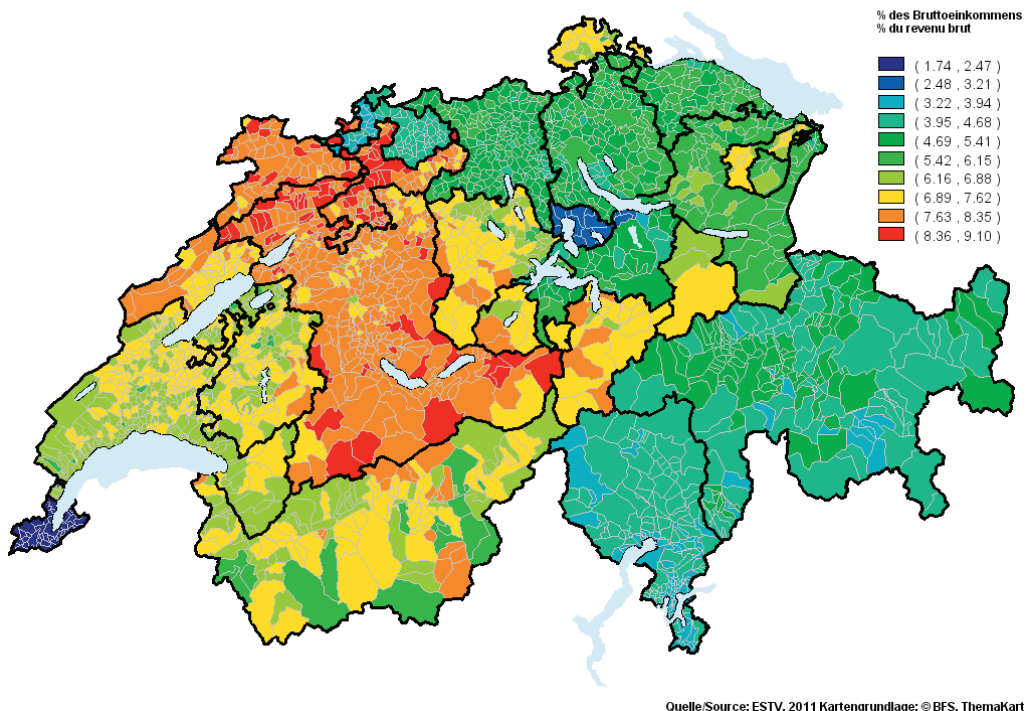 % des Bruttoeinkommens
% du revenu brut
( 1.74 , 2.47 )
( 2.48 , 3.21 )
( 3.22 , 3.94 )
( 3.95 , 4.68 )
( 4.69 , 5.41 )
( 5.42 , 6.15 )
( 6.16 , 6.88 )
( 6.89 , 7.62 )
( 7.63 , 8.35 )
( 8.36 , 9.10 )
Quelle/Source: ESTV, 2011 Kartengrundlage: © BFS, ThemaKart